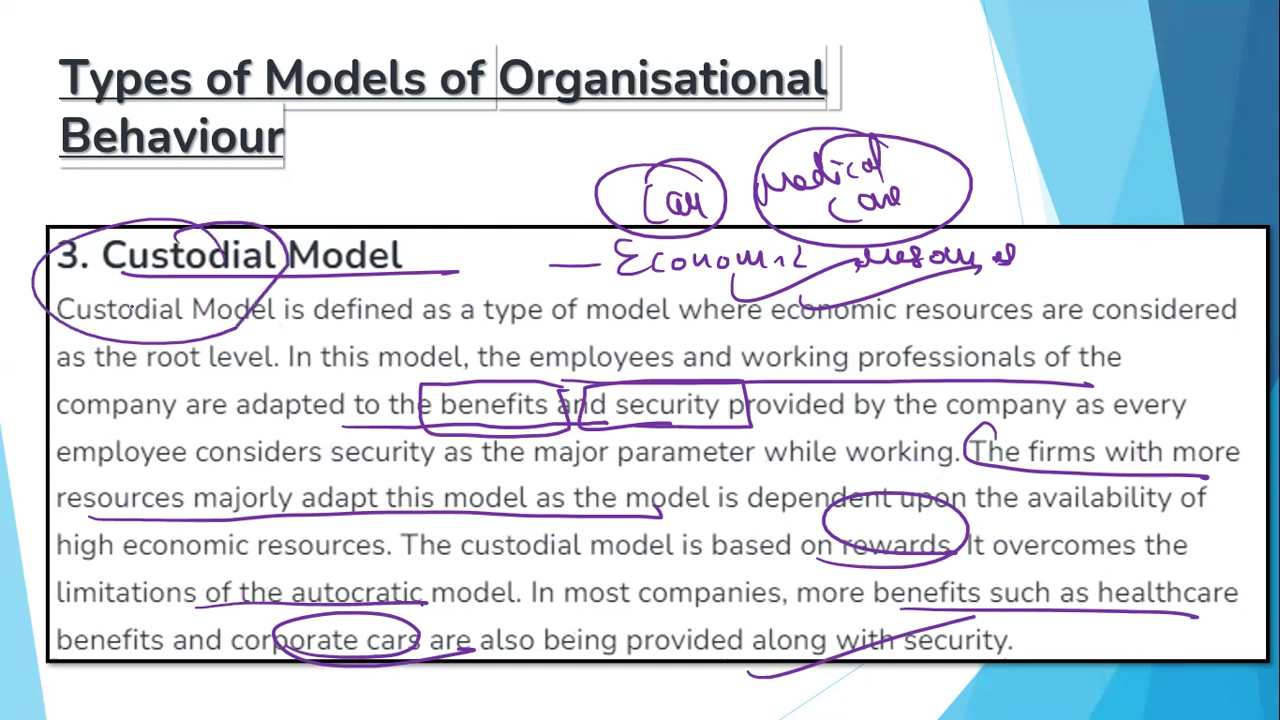 Types of Models of Organisational
Behaviour
Car
Medical
Care
3. Custodial Model
— Economic resources
Custodial Model is defined as a type of model where economic resources are considered
as the root level. In this model, the employees and working professionals of the
company are adapted to the benefits and security provided by the company as every
employee considers security as the major parameter while working. The firms with more
resources majorly adapt this model as the model is dependent upon the availability of
high economic resources. The custodial model is based on rewards. It overcomes the
limitations of the autocratic model. In most companies, more benefits such as healthcare
benefits and corporate cars are also being provided along with security.